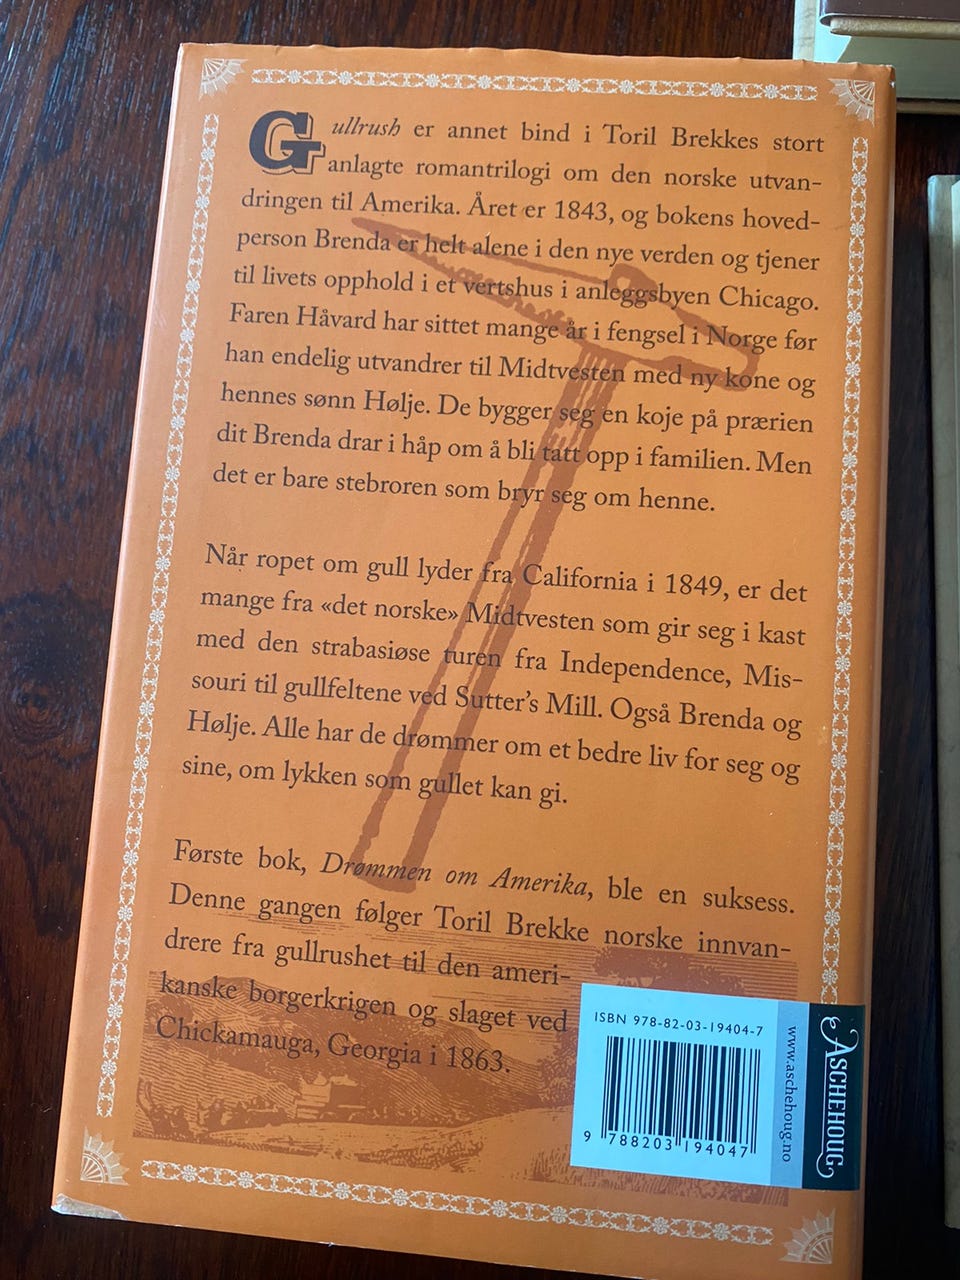 Gullrush er annet bind i Toril Brekkes stort
anlagte romantrilogi om den norske utvan-
dringen til Amerika. Året er 1843, og bokens hoved-
person Brenda er helt alene i den nye verden og tjener
til livets opphold i et vertshus i anleggsbyen Chicago.
Faren Håvard har sittet mange år i fengsel i Norge før
han endelig utvandrer til Midtvesten med ny kone og
hennes sønn Hølje. De bygger seg en koje på prærien
dit Brenda drar i håp om å bli tatt opp i familien. Men
det er bare stebroren som bryr seg om henne.
Når ropet om gull lyder fra California i 1849, er det
mange fra «det norske» Midtvesten som gir seg i kast
med den strabasiøse turen fra Independence, Mis-
souri til gullfeltene ved Sutter's Mill. Også Brenda og
Hølje. Alle har de drømmer om et bedre liv for seg og
sine, om lykken som gullet kan gi.
Første bok, Drømmen om Amerika, ble en suksess.
Denne gangen følger Toril Brekke norske innvan-
drere fra gullrushet til den ameri-
kanske borgerkrigen og slaget ved
Chickamauga, Georgia i 1863.
ISBN 978-82-03-19404-7
9 788203 194047
www.aschehoug.no
ASCHEHOUG